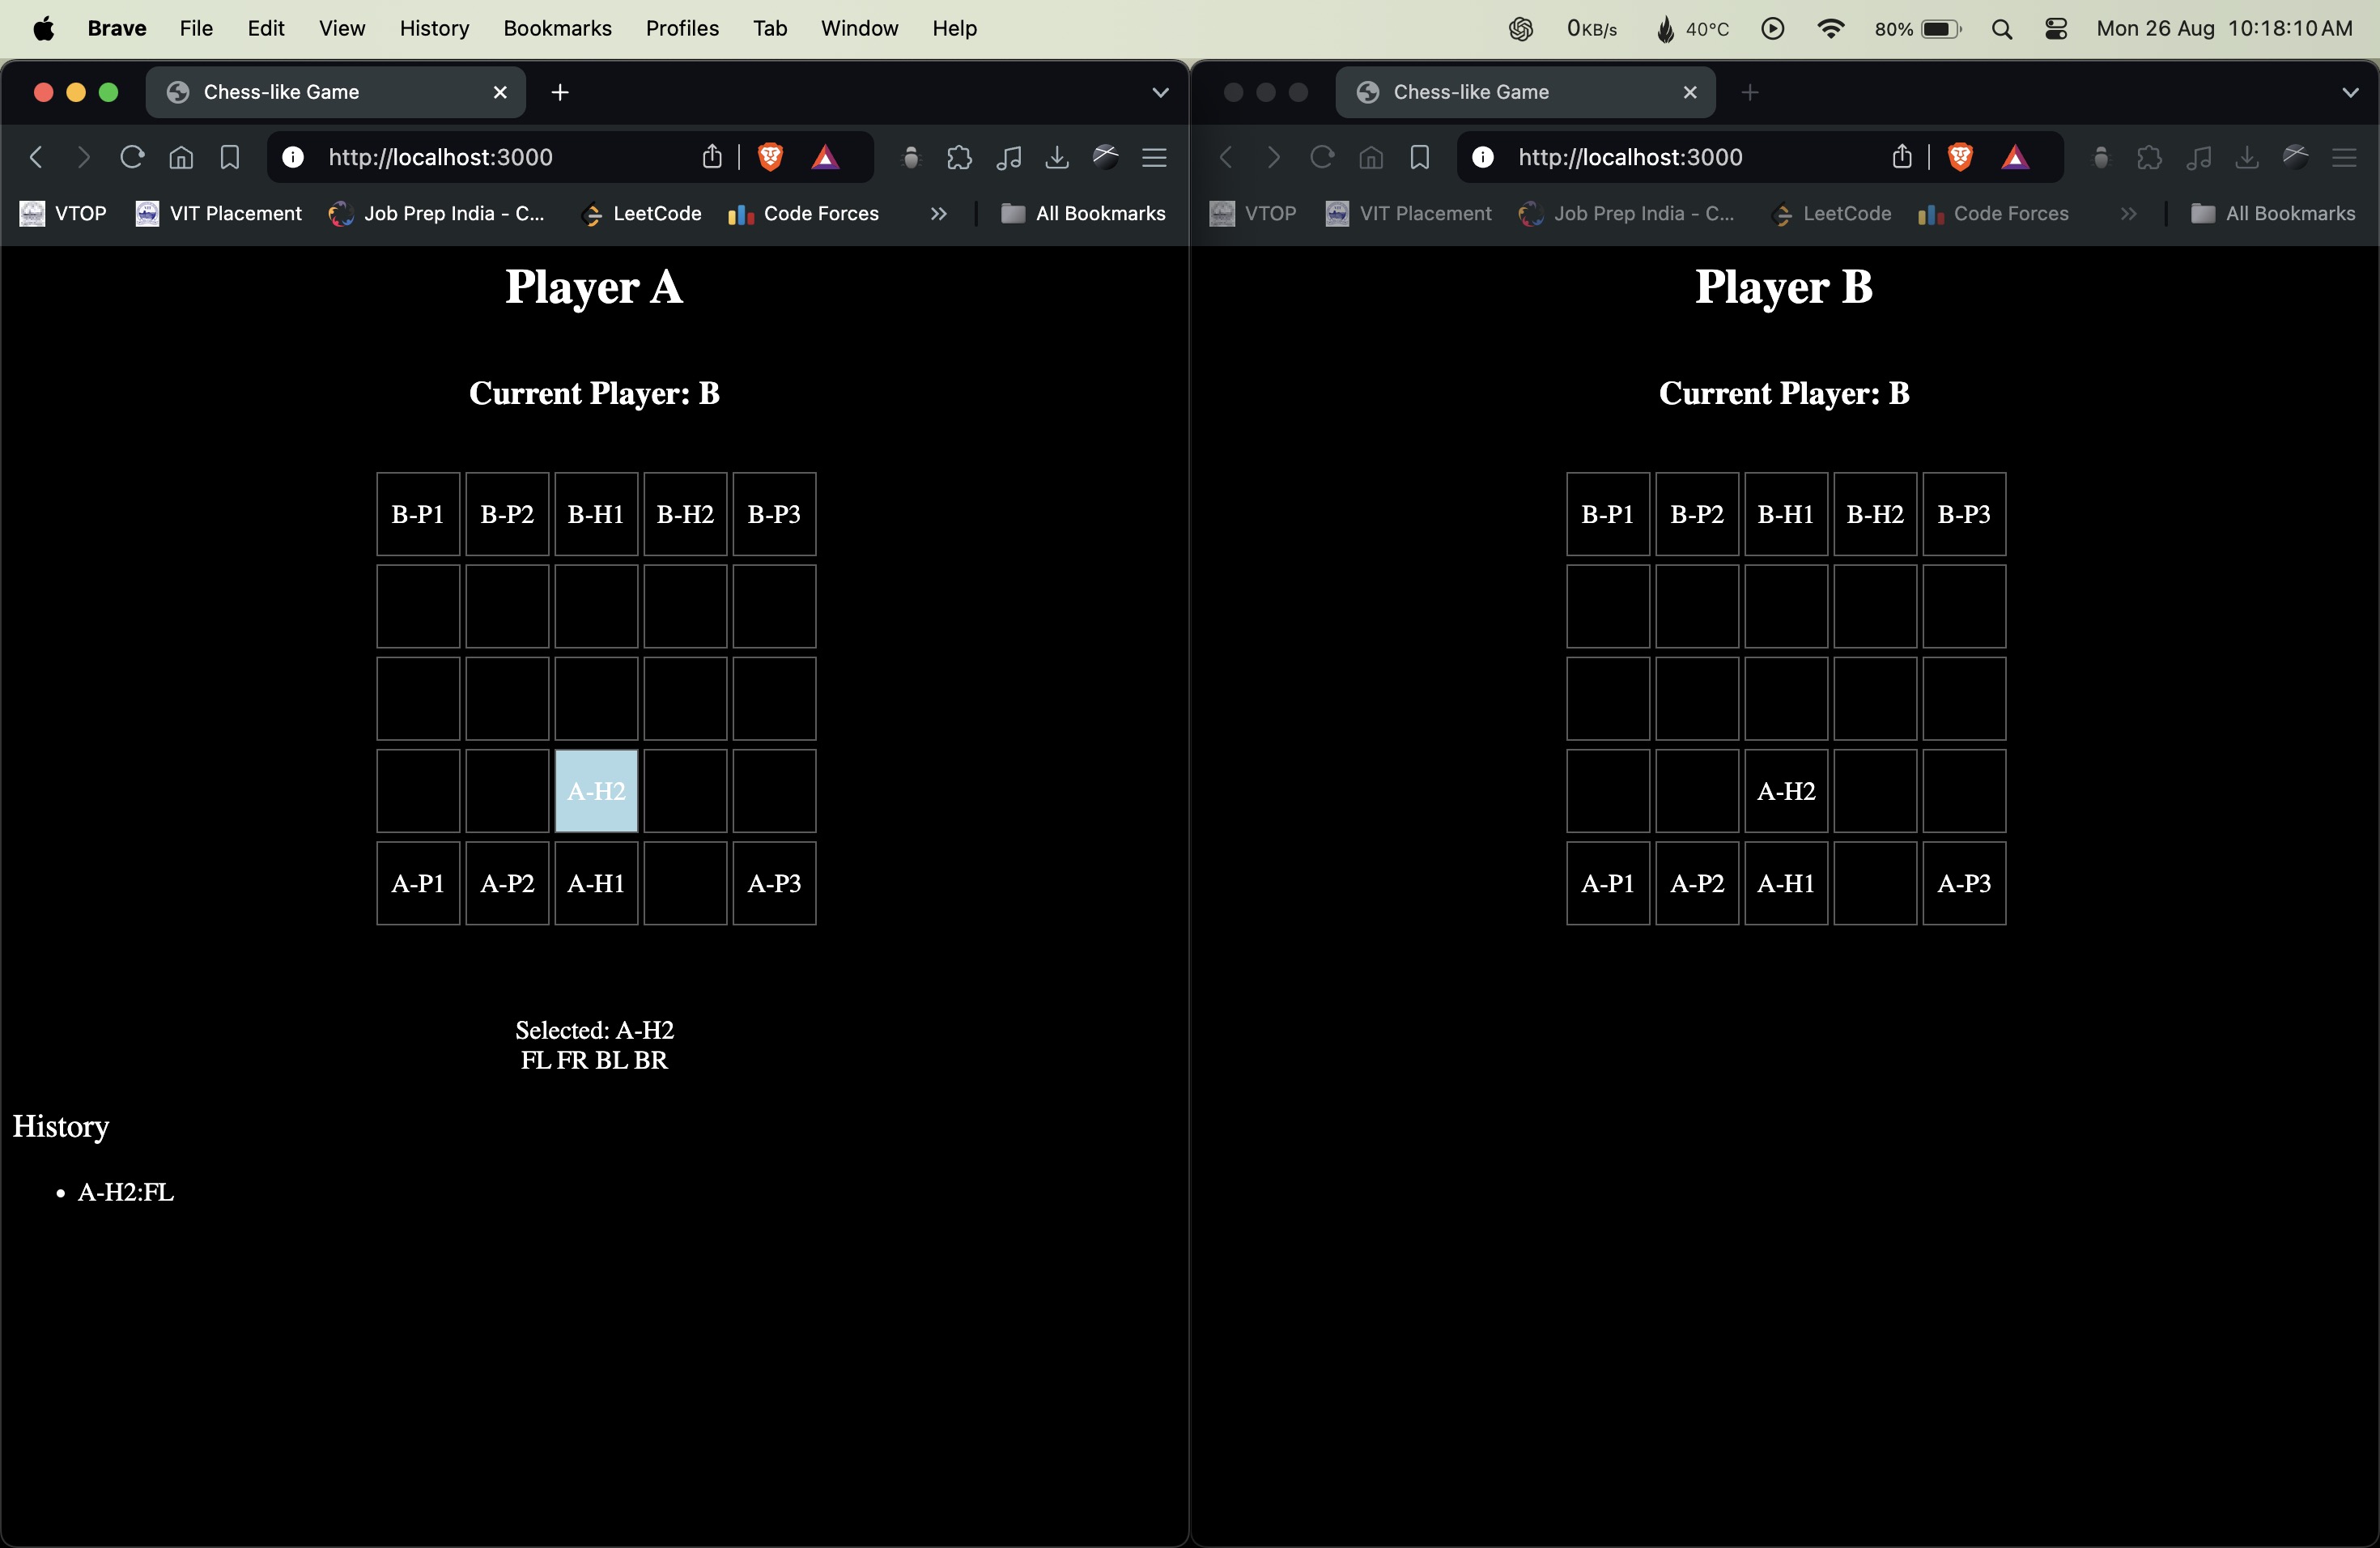 Brave File Edit View History Bookmarks Profiles Tab Window Help 0KB/s 40°C 80% Mon 26 Aug 10:18:10 AM
Chess-like Game
http://localhost:3000
VTOP VIT Placement Job Prep India - C... LeetCode Code Forces » All Bookmarks
Player A
Current Player: B
B-P1 B-P2 B-H1 B-H2 B-P3
A-H2
A-P1 A-P2 A-H1 A-P3
Selected: A-H2
FL FR BL BR
History
• A-H2:FL
Chess-like Game
http://localhost:3000
VTOP VIT Placement Job Prep India - C... LeetCode Code Forces » All Bookmarks
Player B
Current Player: B
B-P1 B-P2 B-H1 B-H2 B-P3
A-H2
A-P1 A-P2 A-H1 A-P3